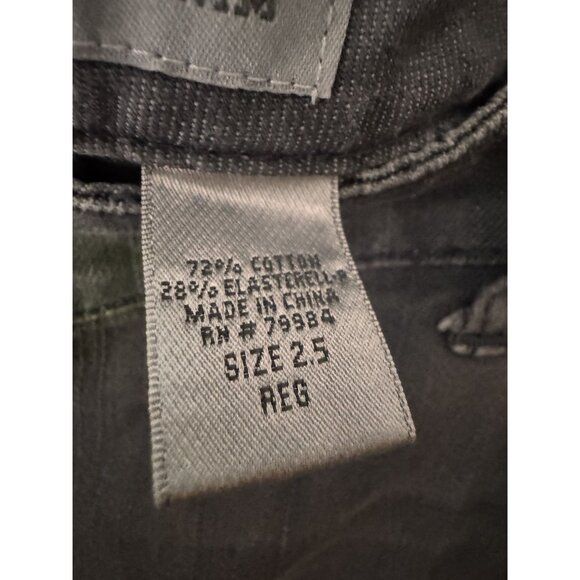 72% COTTON
28% ELASTERELL-P
MADE IN CHINA
RN # 79984
SIZE 2.5
REG